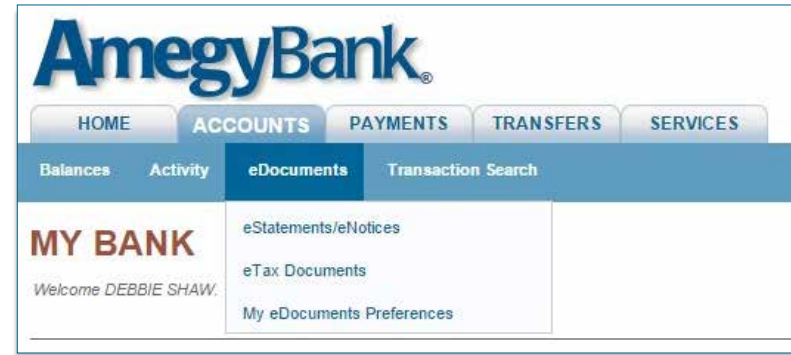 AmegyBank®
HOME ACCOUNTS PAYMENTS TRANSFERS SERVICES
Balances Activity eDocuments Transaction Search
eStatements/eNotices
MY BANK
eTax Documents
Welcome DEBBIE SHAW.
My eDocuments Preferences